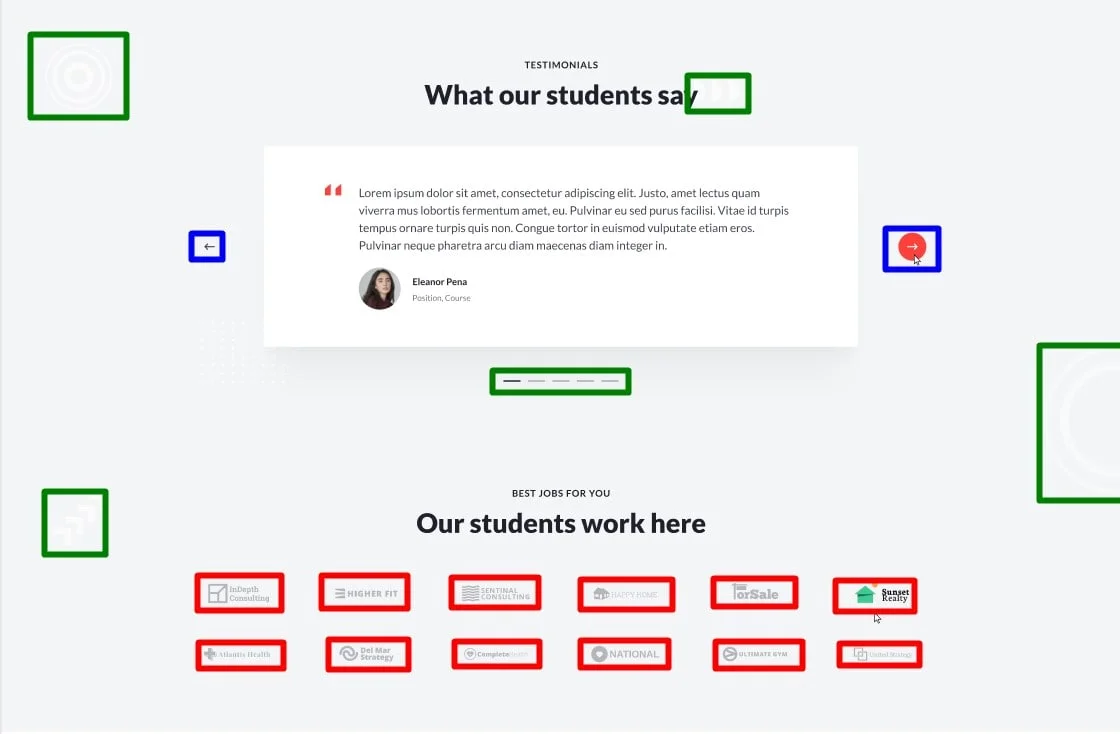 TESTIMONIALS
What our students say
Lorem ipsum dolor sit amet, consectetur adipiscing elit. Justo, amet lectus quam
viverra mus lobortis fermentum amet, eu. Pulvinar eu sed purus facilisi. Vitae id turpis
tempus ornare turpis quis non. Congue tortor in euismod vulputate etiam eros.
Pulvinar neque pharetra arcu diam maecenas diam integer in.
Eleanor Pena
Position, Course
BEST JOBS FOR YOU
Our students work here
InDepth
Consulting
HIGHER FIT
SENTINAL
CONSULTING
HAPPY HOME
forSale
Sunset
Realty
Atlantis Health
Del Mar
Strategy
Complete
NATIONAL
ULTIMATE GYM
United Strategy